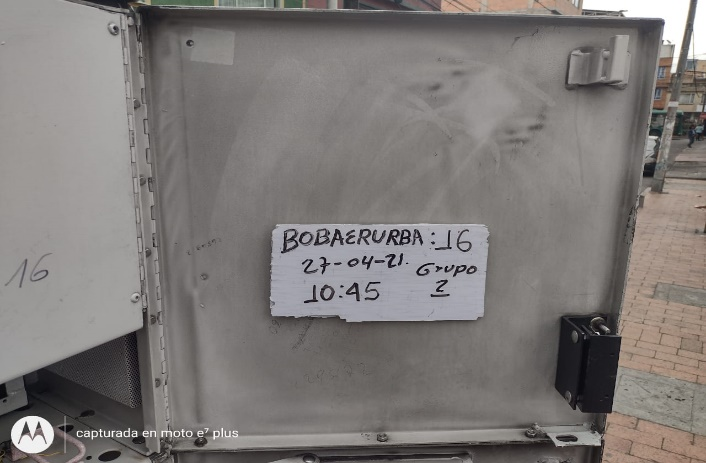 BOBAERURBA:16
27-04-21.
Grupo
10:45
2
16
capturada en moto e⁷ plus